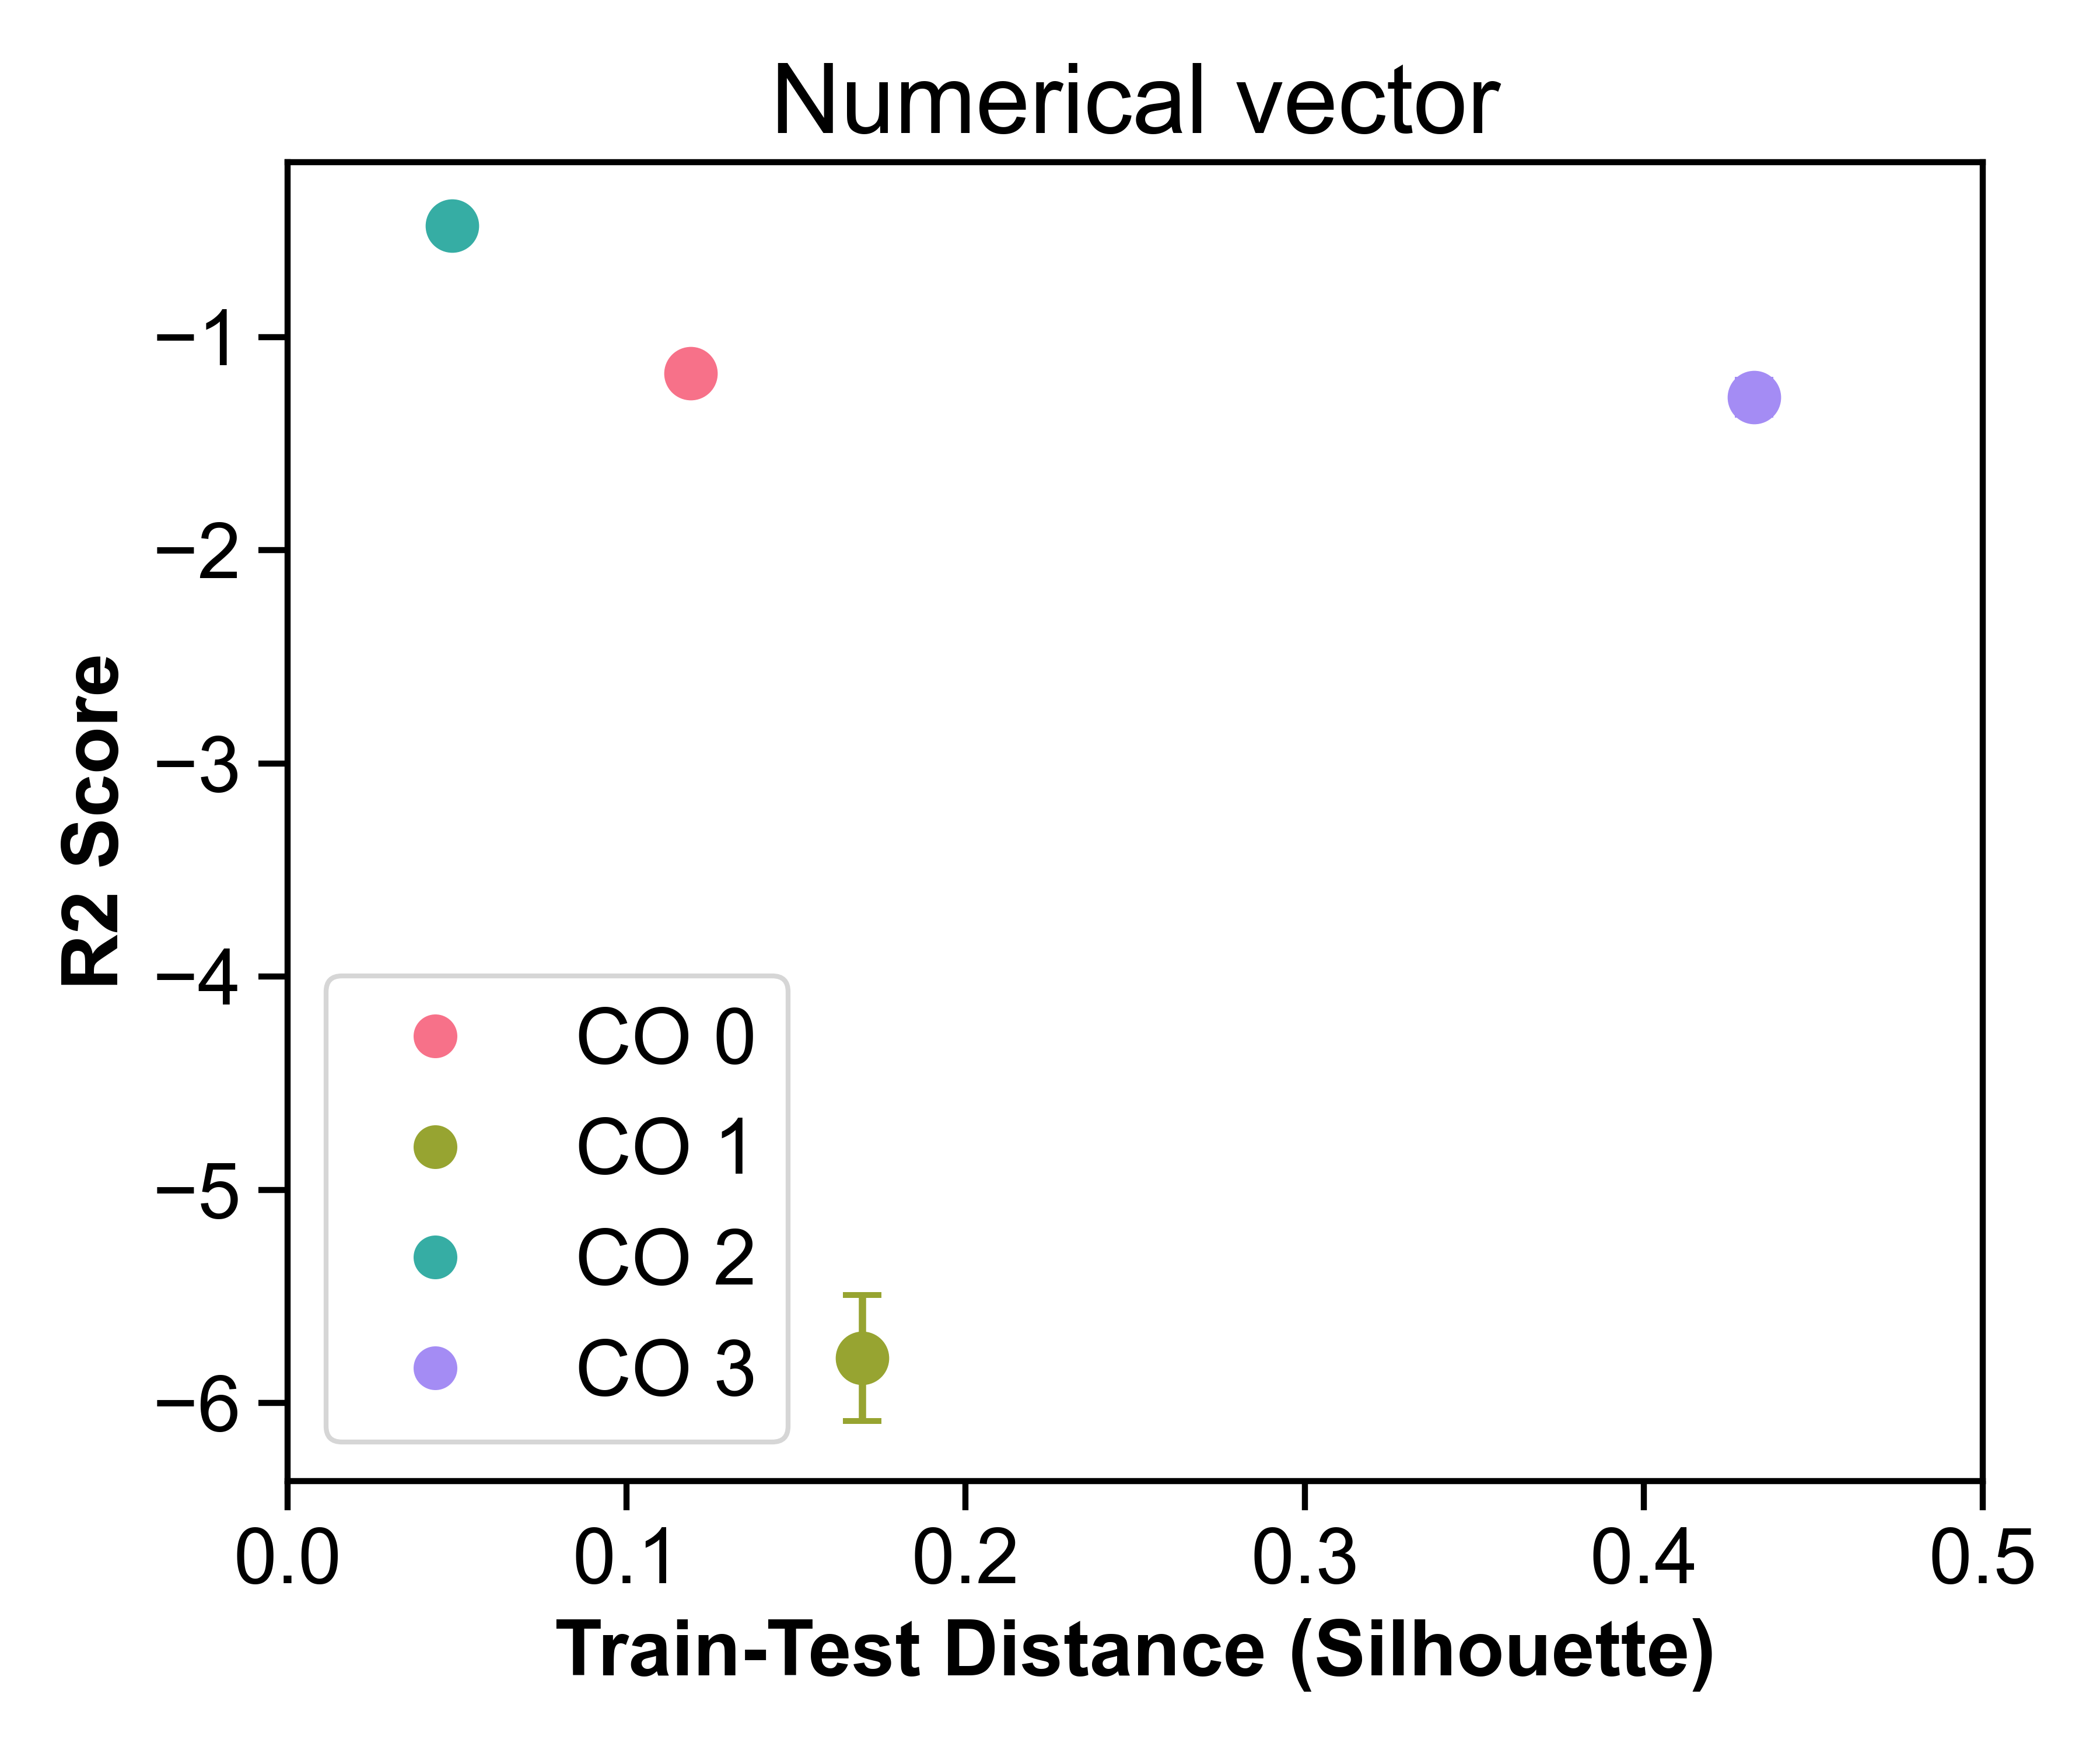 Numerical vector
R2 Score
−1
−2
−3
−4
−5
−6
CO 0
CO 1
CO 2
CO 3
0.0 0.1 0.2 0.3 0.4 0.5
Train-Test Distance (Silhouette)